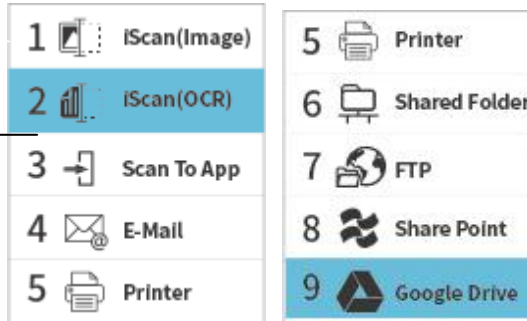 1 iScan(Image)
2 iScan(OCR)
3 Scan To App
4 E-Mail
5 Printer
5 Printer
6 Shared Folder
7 FTP
8 Share Point
9 Google Drive